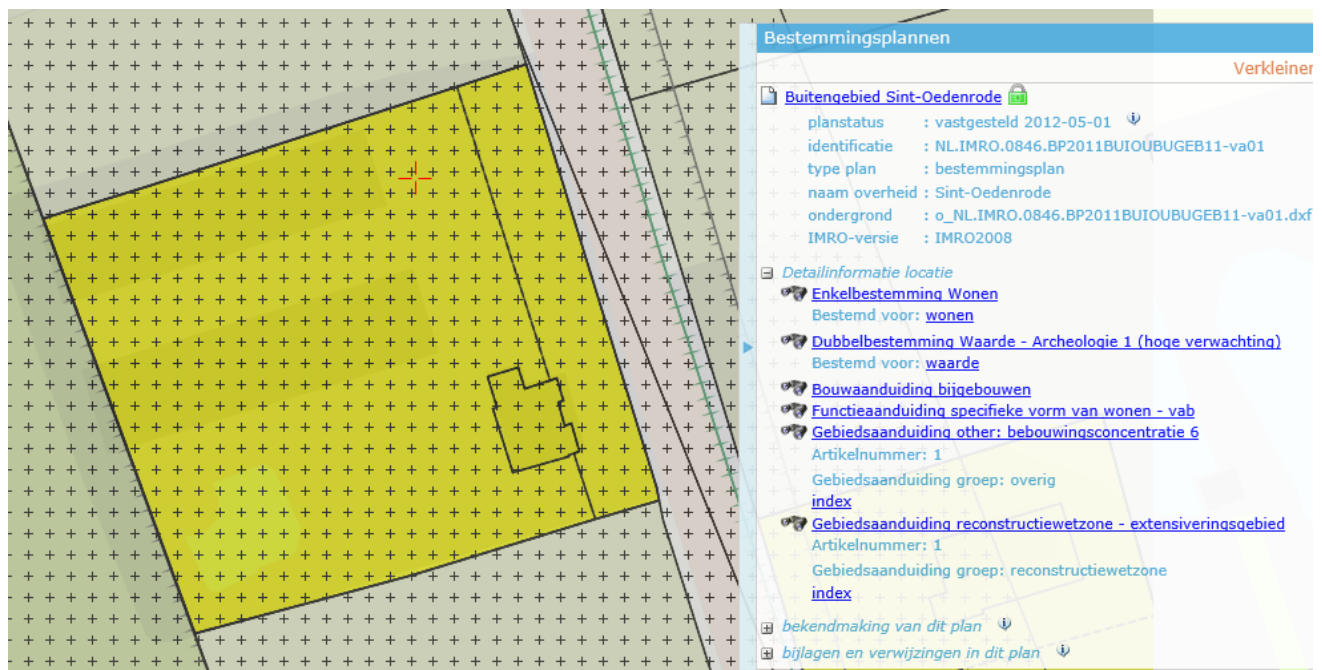 Bestemmingsplannen
Verkleiner
Buitengebied Sint-Oedenrode
planstatus : vastgesteld 2012-05-01
identificatie : NL.IMRO.0846.BP2011BUIOUBUGEB11-va01
type plan : bestemmingsplan
naam overheid : Sint-Oedenrode
ondergrond : o_NL.IMRO.0846.BP2011BUIOUBUGEB11-va01.dxf
IMRO-versie : IMRO2008
Detailinformatie locatie
Enkelbestemming Wonen
Bestemd voor: wonen
Dubbelbestemming Waarde - Archeologie 1 (hoge verwachting)
Bestemd voor: waarde
Bouwaanduiding bijgebouwen
Functieaanduiding specifieke vorm van wonen - vab
Gebiedsaanduiding other: bebouwingsconcentratie 6
Artikelnummer: 1
Gebiedsaanduiding groep: overig
index
Gebiedsaanduiding reconstructiewetzone - extensiveringsgebied
Artikelnummer: 1
Gebiedsaanduiding groep: reconstructiewetzone
index
bekendmaking van dit plan
bijlagen en verwijzingen in dit plan